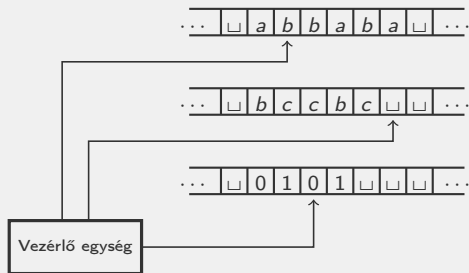 ... ⊔ a b b a b a ⊔ ...
... ⊔ b c c b c ⊔ ⊔ ...
... ⊔ 0 1 0 1 ⊔ ⊔ ⊔ ...
Vezérlő egység